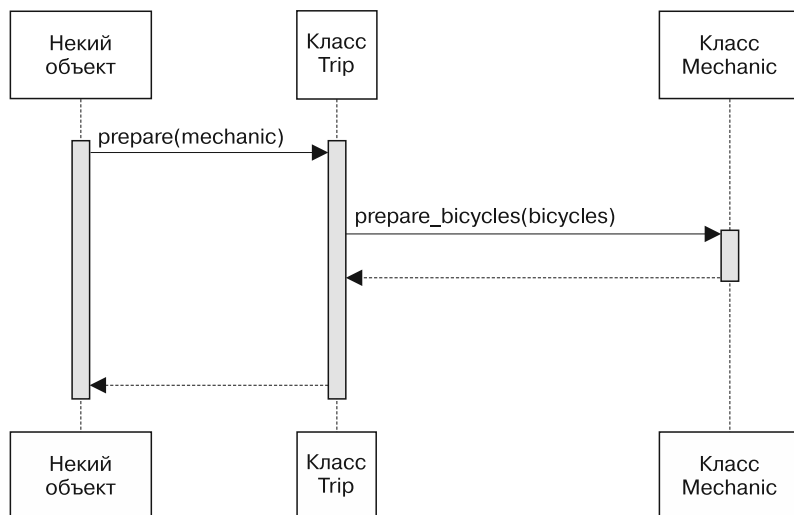 Некий
объект
Класс
Trip
Класс
Mechanic
prepare(mechanic)
prepare_bicycles(bicycles)
Некий
объект
Класс
Trip
Класс
Mechanic